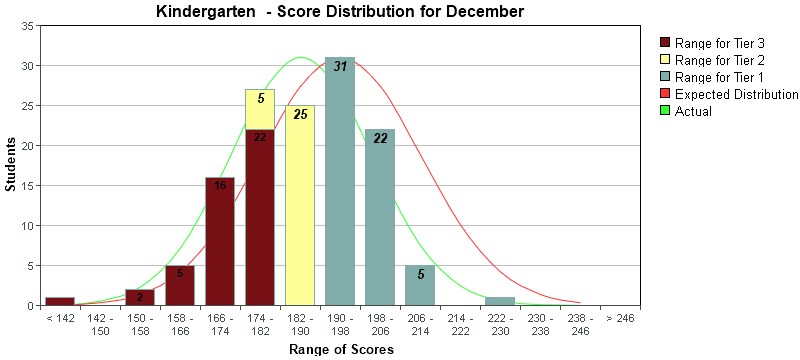 Kindergarten - Score Distribution for December
35
30
25
20
15
10
5
0
Students
2
5
16
5
22
25
31
22
5
< 142
142 - 150
150 - 158
158 - 166
166 - 174
174 - 182
182 - 190
190 - 198
198 - 206
206 - 214
214 - 222
222 - 230
230 - 238
238 - 246
> 246
Range of Scores
Range for Tier 3
Range for Tier 2
Range for Tier 1
Expected Distribution
Actual